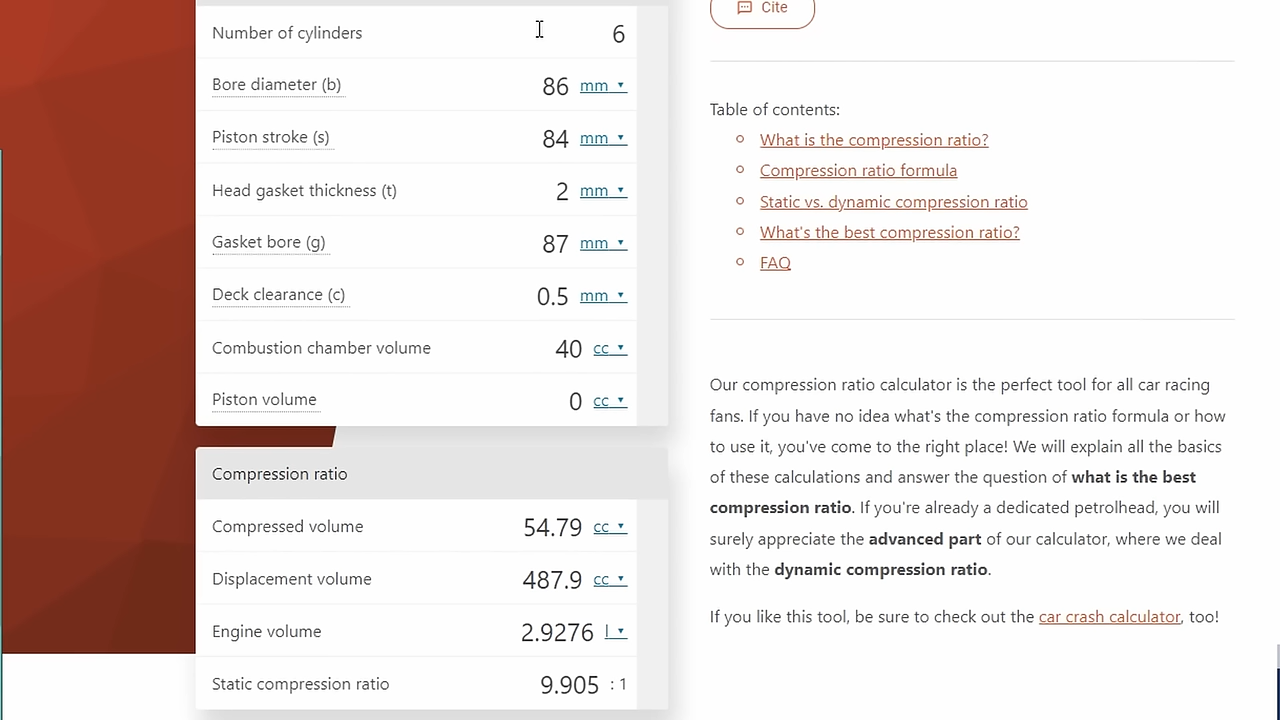 Number of cylinders 6
Bore diameter (b) 86 mm
Piston stroke (s) 84 mm
Head gasket thickness (t) 2 mm
Gasket bore (g) 87 mm
Deck clearance (c) 0.5 mm
Combustion chamber volume 40 cc
Piston volume 0 cc
Compression ratio
Compressed volume 54.79 cc
Displacement volume 487.9 cc
Engine volume 2.9276 l
Static compression ratio 9.905 : 1
Cite
Table of contents:
What is the compression ratio?
Compression ratio formula
Static vs. dynamic compression ratio
What's the best compression ratio?
FAQ
Our compression ratio calculator is the perfect tool for all car racing
fans. If you have no idea what's the compression ratio formula or how
to use it, you've come to the right place! We will explain all the basics
of these calculations and answer the question of what is the best
compression ratio. If you're already a dedicated petrolhead, you will
surely appreciate the advanced part of our calculator, where we deal
with the dynamic compression ratio.
If you like this tool, be sure to check out the car crash calculator, too!